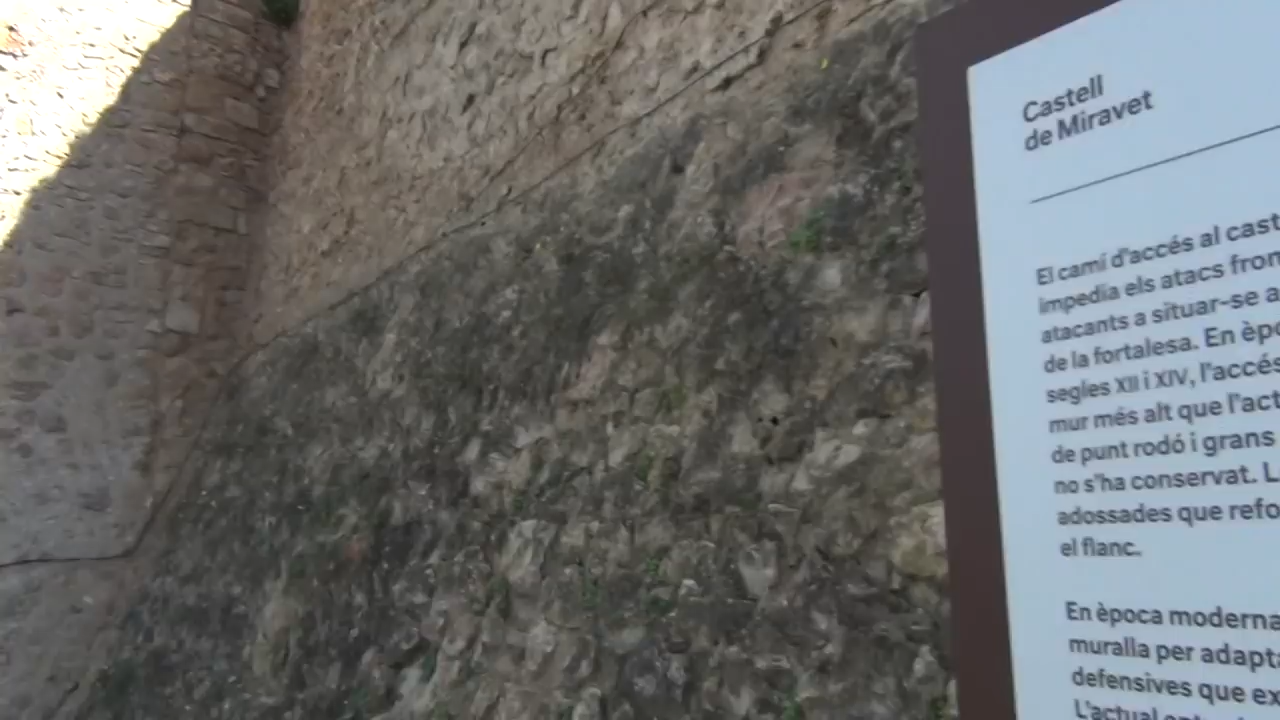 Castell
de Miravet
El camí d'accés al cast
impedia els atacs fron
atacants a situar-se a
de la fortalesa. En èpo
segles XII i XIV, l'accés
mur més alt que l'act
de punt rodó i grans
no s'ha conservat. L
adossades que refo
el flanc.
En època moderna
muralla per adapta
defensives que ex
L'actual